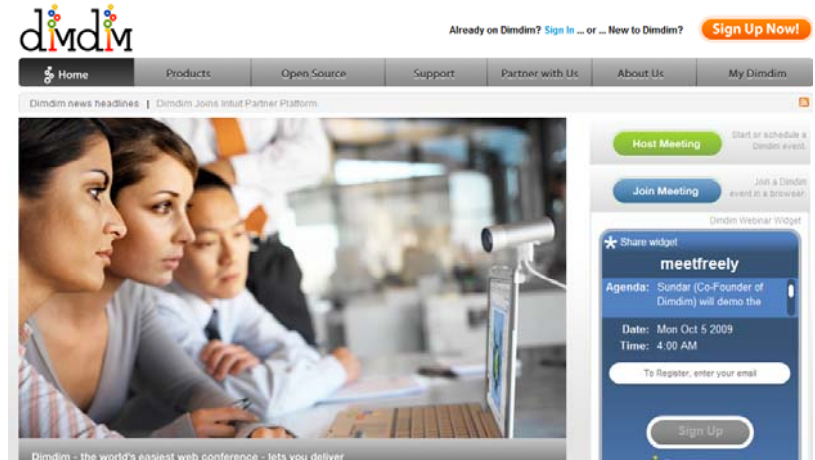 dimdim
Already on Dimdim? Sign In ... or ... New to Dimdim?
Sign Up Now!
Home
Products
Open Source
Support
Partner with Us
About Us
My Dimdim
Dimdim news headlines | Dimdim Joins Intuit Partner Platform
Host Meeting
Start or schedule a
Dimdim event.
Join Meeting
Join a Dimdim
event in a browser.
Dimdim Webinar Widget
Share widget
meetfreely
Agenda: Sundar (Co-Founder of
Dimdim) will demo the
Date: Mon Oct 5 2009
Time: 4:00 AM
To Register, enter your email
Sign Up
Dimdim - the world's easiest web conference - lets you deliver